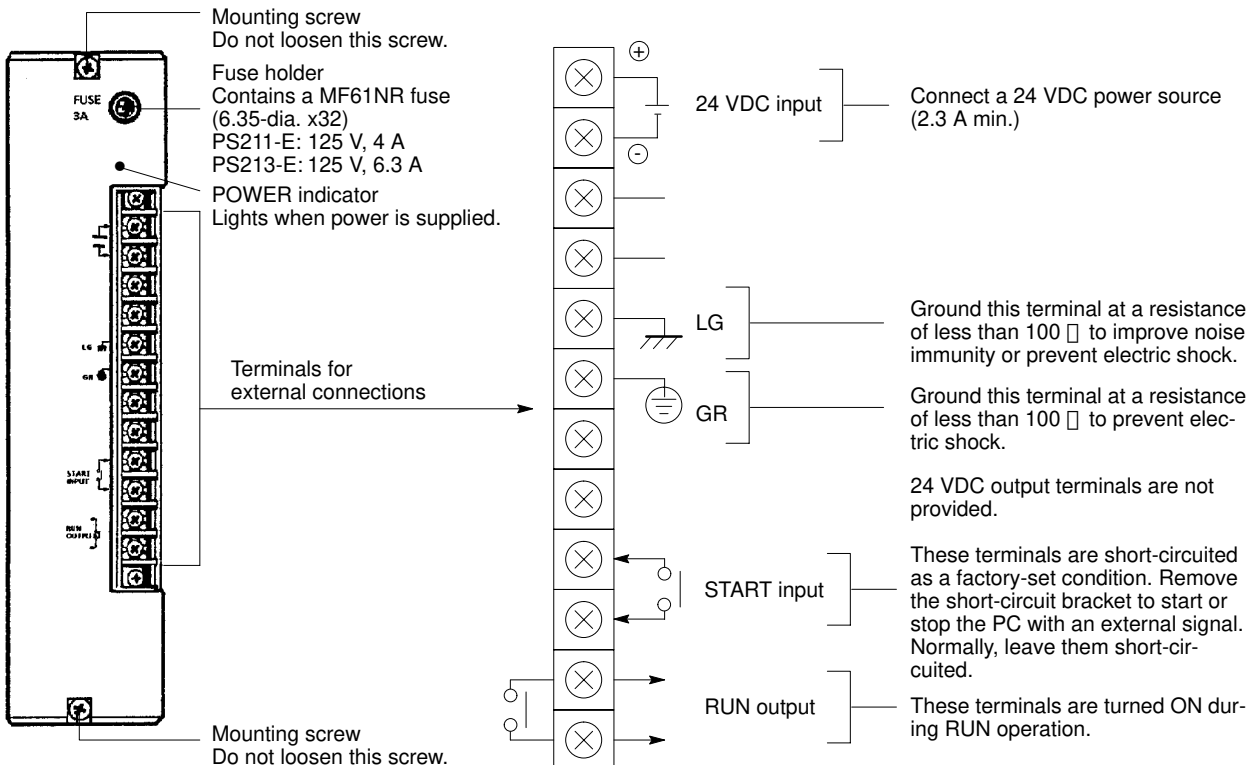 Mounting screw
Do not loosen this screw.
Fuse holder
Contains a MF61NR fuse
(6.35-dia. x32)
PS211-E: 125 V, 4 A
PS213-E: 125 V, 6.3 A
POWER indicator
Lights when power is supplied.
FUSE
3A
LG
GR
START
INPUT
RUN
OUTPUT
Terminals for
external connections
Mounting screw
Do not loosen this screw.
+
-
24 VDC input
Connect a 24 VDC power source
(2.3 A min.)
LG
Ground this terminal at a resistance
of less than 100 ▯ to improve noise
immunity or prevent electric shock.
GR
Ground this terminal at a resistance
of less than 100 ▯ to prevent elec-
tric shock.
24 VDC output terminals are not
provided.
START input
These terminals are short-circuited
as a factory-set condition. Remove
the short-circuit bracket to start or
stop the PC with an external signal.
Normally, leave them short-cir-
cuited.
RUN output
These terminals are turned ON dur-
ing RUN operation.